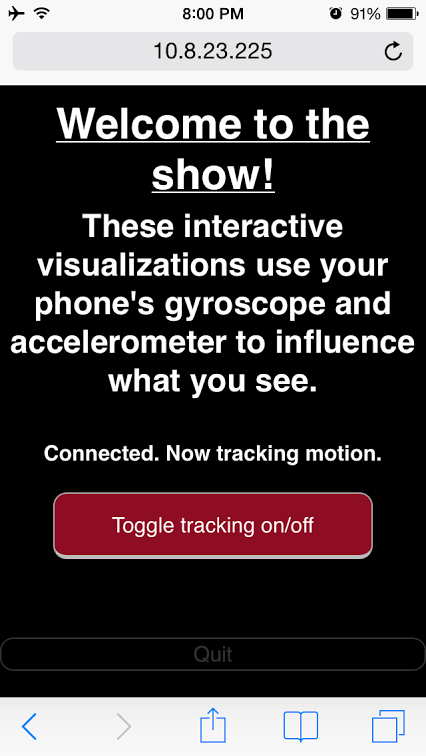 8:00 PM 91%
10.8.23.225
Welcome to the
show!
These interactive
visualizations use your
phone's gyroscope and
accelerometer to influence
what you see.
Connected. Now tracking motion.
Toggle tracking on/off
Quit